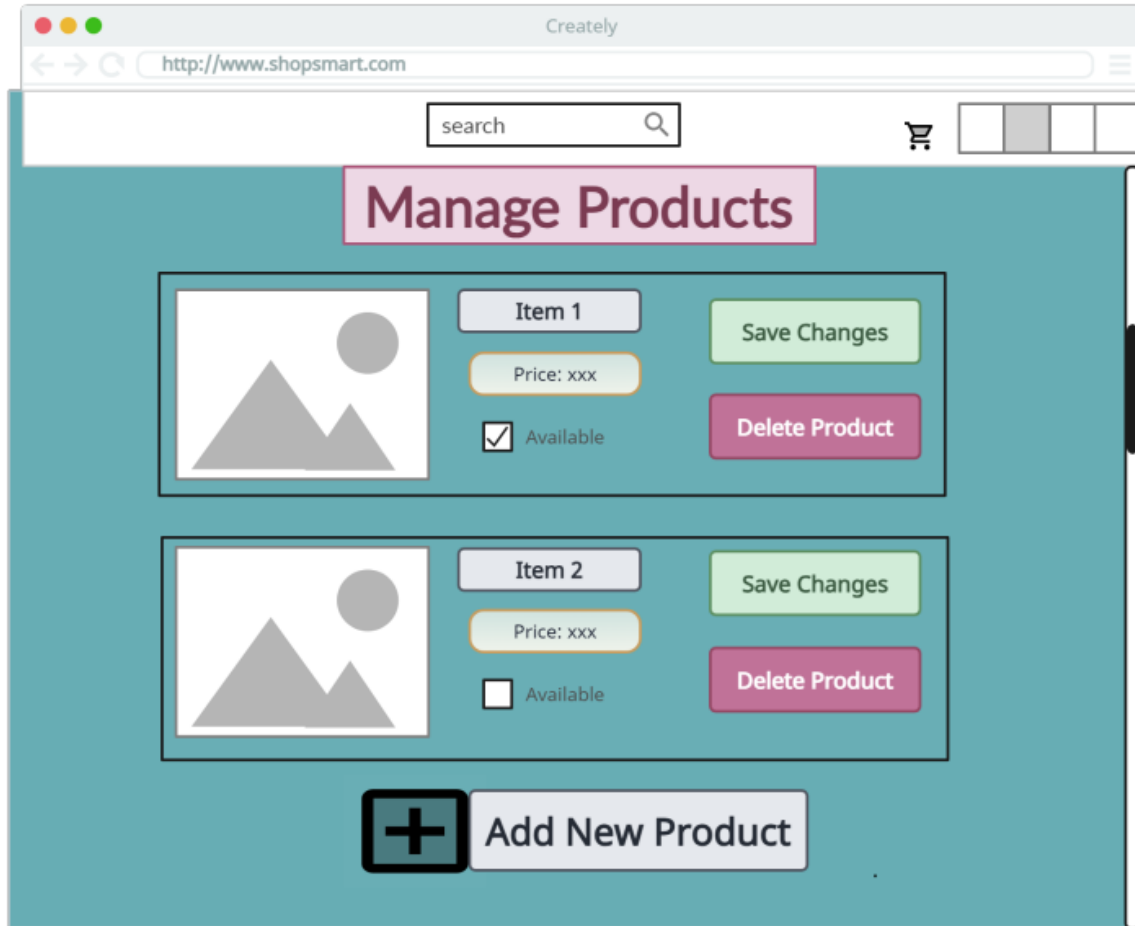 Creately
http://www.shopsmart.com
search
Manage Products
Item 1
Price: xxx
Available
Save Changes
Delete Product
Item 2
Price: xxx
Available
Save Changes
Delete Product
Add New Product